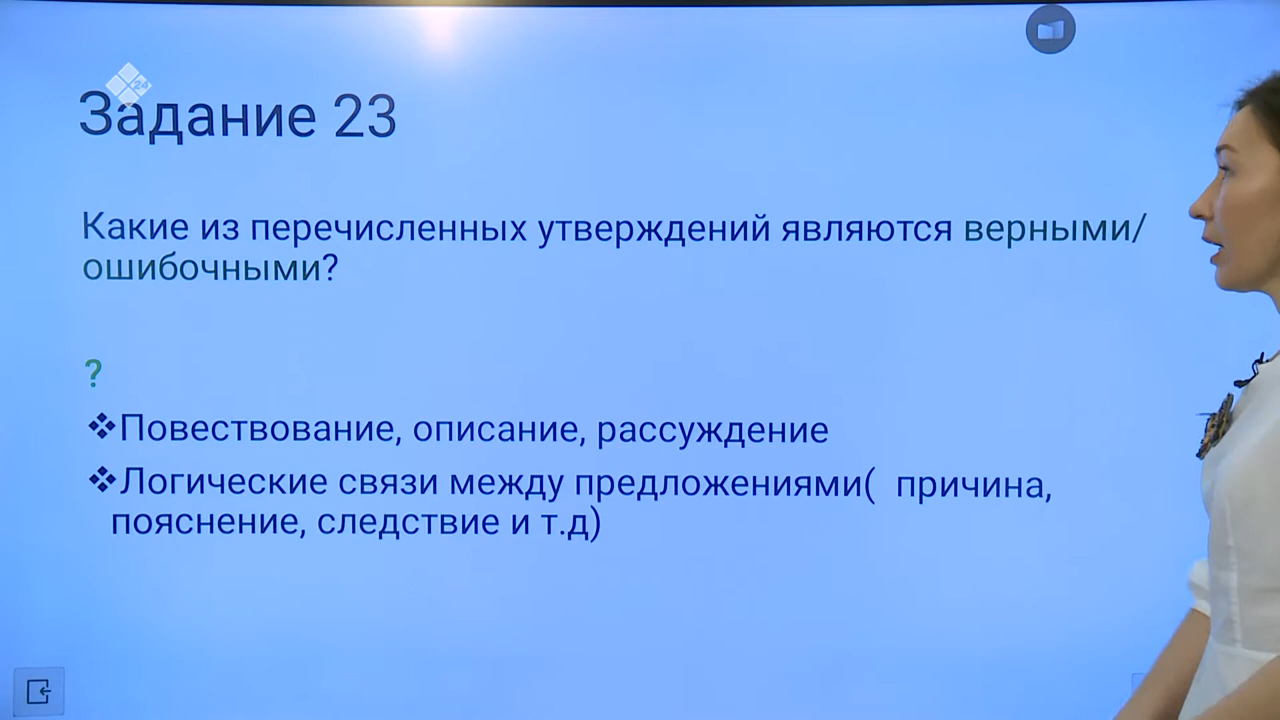 24
Задание 23
Какие из перечисленных утверждений являются верными/
ошибочными?
?
❖Повествование, описание, рассуждение
❖Логические связи между предложениями( причина,
пояснение, следствие и т.д)